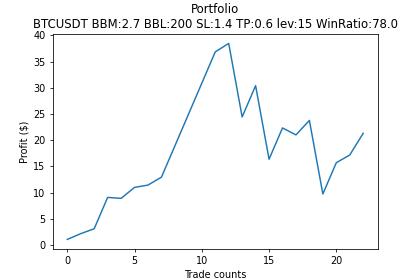 Portfolio
BTCUSDT BBM:2.7 BBL:200 SL:1.4 TP:0.6 lev:15 WinRatio:78.0
40
35
30
25
20
15
10
5
0
Profit ($)
0 5 10 15 20
Trade counts